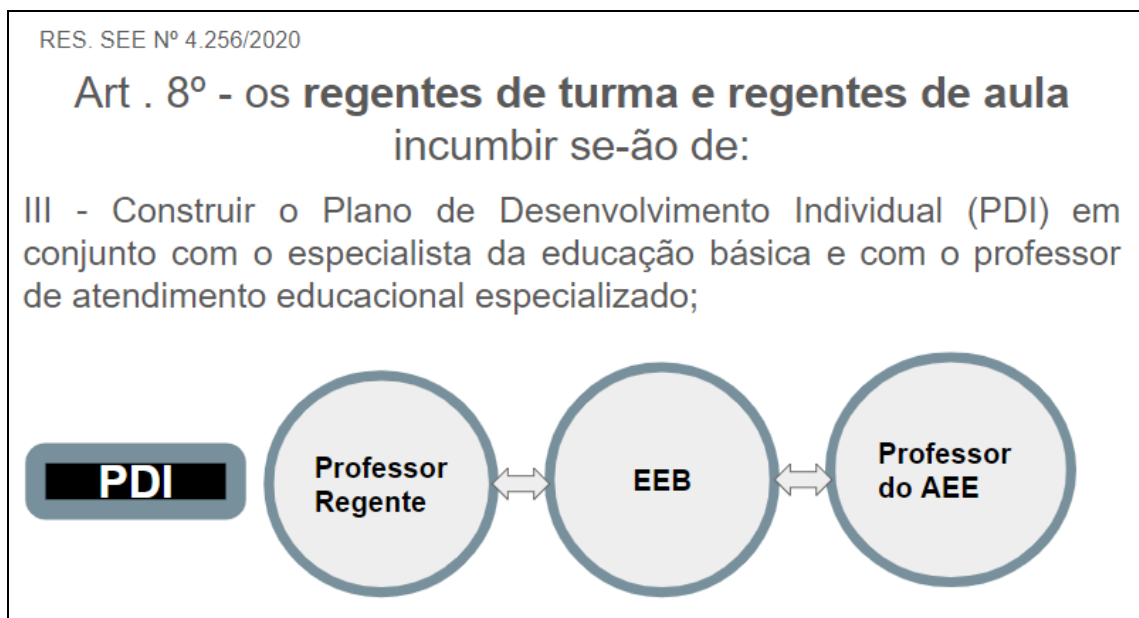 RES. SEE Nº 4.256/2020
Art . 8º - os regentes de turma e regentes de aula
incumbir se-ão de:
III - Construir o Plano de Desenvolvimento Individual (PDI) em
conjunto com o especialista da educação básica e com o professor
de atendimento educacional especializado;
PDI
Professor
Regente
EEB
Professor
do AEE